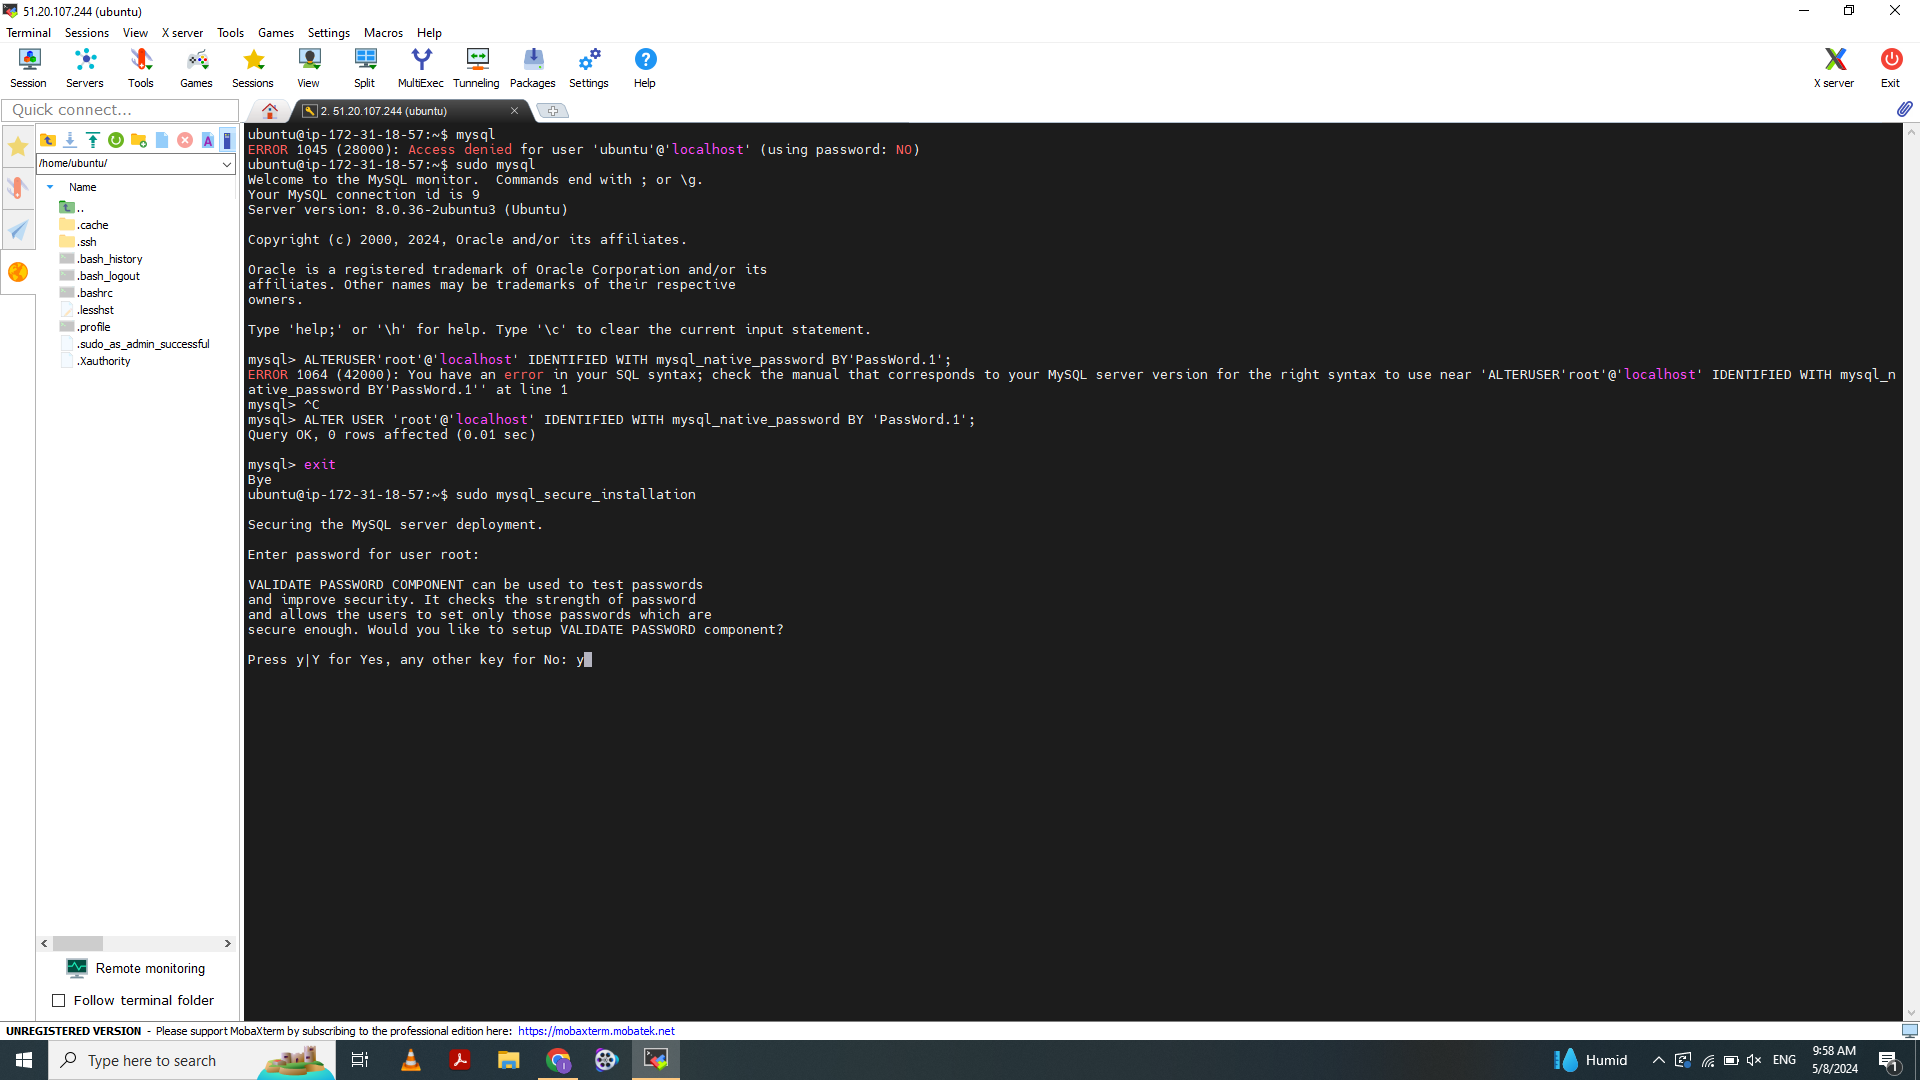 51.20.107.244 (ubuntu)
Terminal Sessions View X server Tools Games Settings Macros Help
Session Servers Tools Games Sessions View Split MultiExec Tunneling Packages Settings Help X server Exit
Quick connect...
2. 51.20.107.244 (ubuntu)
/home/ubuntu/
Name
..
.cache
.ssh
.bash_history
.bash_logout
.bashrc
.lesshst
.profile
.sudo_as_admin_successful
.Xauthority
Remote monitoring
Follow terminal folder
ubuntu@ip-172-31-18-57:~$ mysql
ERROR 1045 (28000): Access denied for user 'ubuntu'@'localhost' (using password: NO)
ubuntu@ip-172-31-18-57:~$ sudo mysql
Welcome to the MySQL monitor.  Commands end with ; or \g.
Your MySQL connection id is 9
Server version: 8.0.36-2ubuntu3 (Ubuntu)
Copyright (c) 2000, 2024, Oracle and/or its affiliates.
Oracle is a registered trademark of Oracle Corporation and/or its
affiliates. Other names may be trademarks of their respective
owners.
Type 'help;' or '\h' for help. Type '\c' to clear the current input statement.
mysql> ALTERUSER'root'@'localhost' IDENTIFIED WITH mysql_native_password BY'PassWord.1';
ERROR 1064 (42000): You have an error in your SQL syntax; check the manual that corresponds to your MySQL server version for the right syntax to use near 'ALTERUSER'root'@'localhost' IDENTIFIED WITH mysql_n
ative_password BY'PassWord.1'' at line 1
mysql> ^C
mysql> ALTER USER 'root'@'localhost' IDENTIFIED WITH mysql_native_password BY 'PassWord.1';
Query OK, 0 rows affected (0.01 sec)
mysql> exit
Bye
ubuntu@ip-172-31-18-57:~$ sudo mysql_secure_installation
Securing the MySQL server deployment.
Enter password for user root:
VALIDATE PASSWORD COMPONENT can be used to test passwords
and improve security. It checks the strength of password
and allows the users to set only those passwords which are
secure enough. Would you like to setup VALIDATE PASSWORD component?
Press y|Y for Yes, any other key for No: y
UNREGISTERED VERSION - Please support MobaXterm by subscribing to the professional edition here: https://mobaxterm.mobatek.net
Type here to search
Humid
ENG
9:58 AM
5/8/2024
1